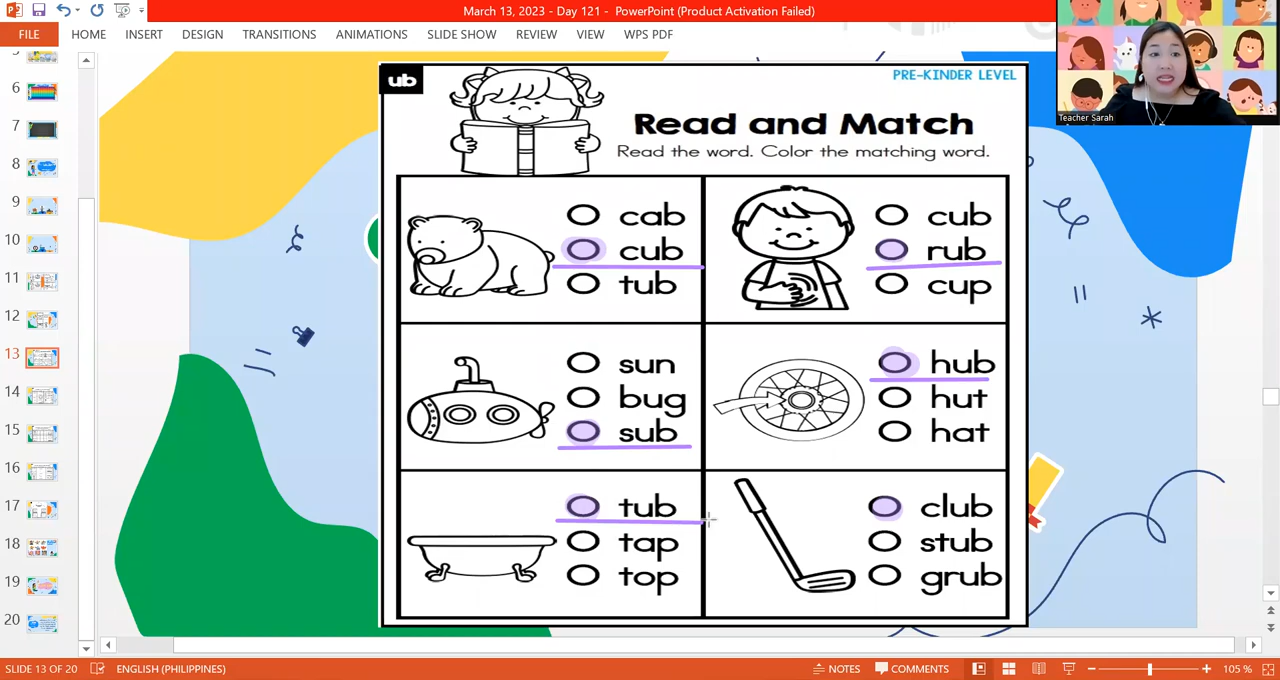 March 13, 2023 - Day 121 - PowerPoint (Product Activation Failed)
FILE HOME INSERT DESIGN TRANSITIONS ANIMATIONS SLIDE SHOW REVIEW VIEW WPS PDF
Teacher Sarah
6
7
8
9
10
11
12
13
14
15
16
17
18
19
20
ub
PRE-KINDER LEVEL
Read and Match
Read the word. Color the matching word.
cab
cub
tub
cub
rub
cup
sun
bug
sub
hub
hut
hat
tub
tap
top
club
stub
grub
SLIDE 13 OF 20 ENGLISH (PHILIPPINES) NOTES COMMENTS 105 %